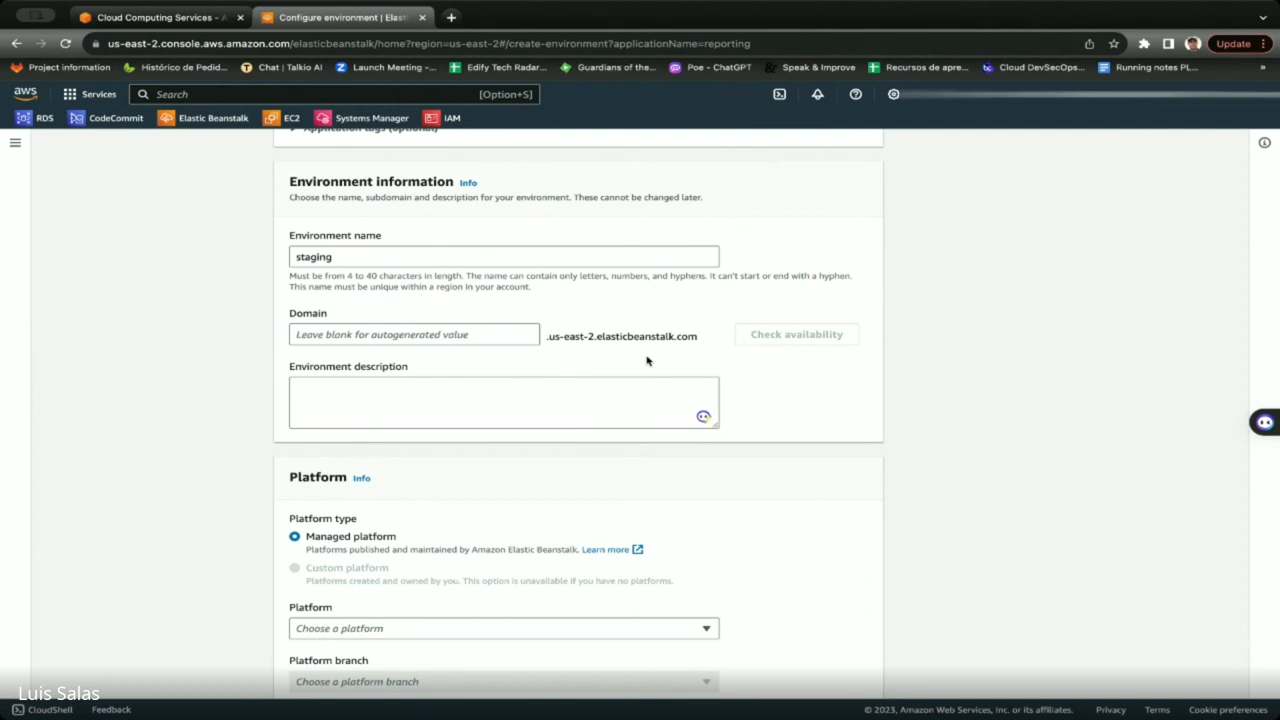 Cloud Computing Services - A
Configure environment | Elast
us-east-2.console.aws.amazon.com/elasticbeanstalk/home?region=us-east-2#/create-environment?applicationName=reporting
Update
Project information
Histórico de Pedid...
Chat | Talkio AI
Launch Meeting -...
Edify Tech Radar...
Guardians of the...
Poe - ChatGPT
Speak & Improve
Recursos de apre...
Cloud DevSecOps...
Running notes PL...
»
aws
Services
Search
[Option+S]
RDS
CodeCommit
Elastic Beanstalk
EC2
Systems Manager
IAM
Application tags (optional)
Environment information Info
Choose the name, subdomain and description for your environment. These cannot be changed later.
Environment name
staging
Must be from 4 to 40 characters in length. The name can contain only letters, numbers, and hyphens. It can't start or end with a hyphen.
This name must be unique within a region in your account.
Domain
Leave blank for autogenerated value
.us-east-2.elasticbeanstalk.com
Check availability
Environment description
Platform Info
Platform type
Managed platform
Platforms published and maintained by Amazon Elastic Beanstalk. Learn more
Custom platform
Platforms created and owned by you. This option is unavailable if you have no platforms.
Platform
Choose a platform
Platform branch
Choose a platform branch
Luis Salas
CloudShell
Feedback
© 2023, Amazon Web Services, Inc. or its affiliates.
Privacy
Terms
Cookie preferences